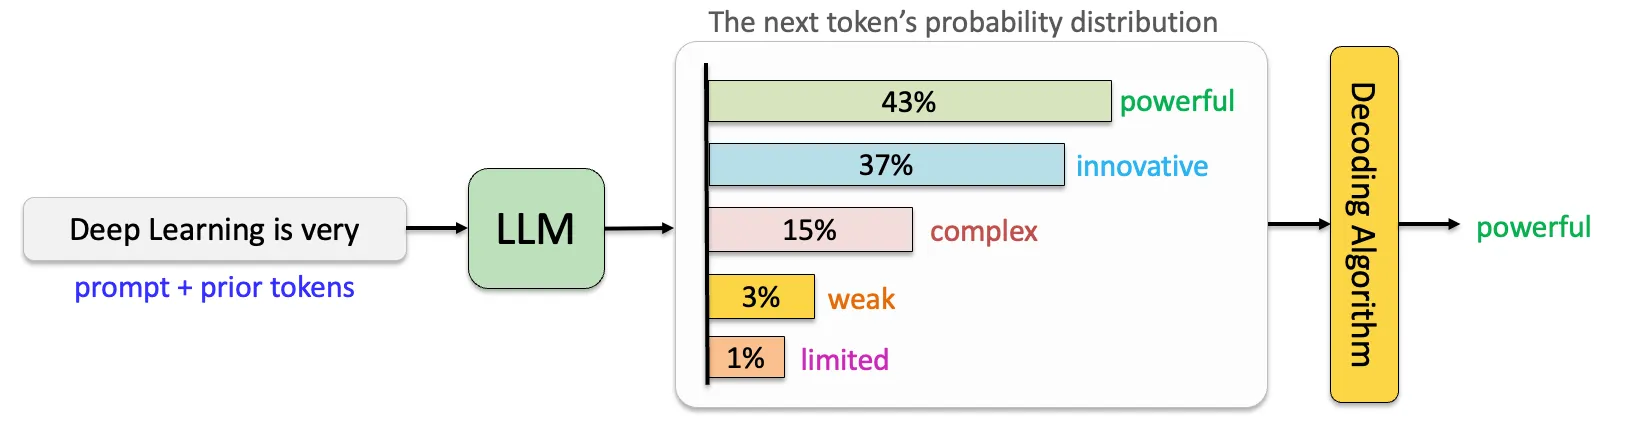 The next token's probability distribution
Deep Learning is very
prompt + prior tokens
LLM
43% powerful
37% innovative
15% complex
3% weak
1% limited
Decoding Algorithm
powerful